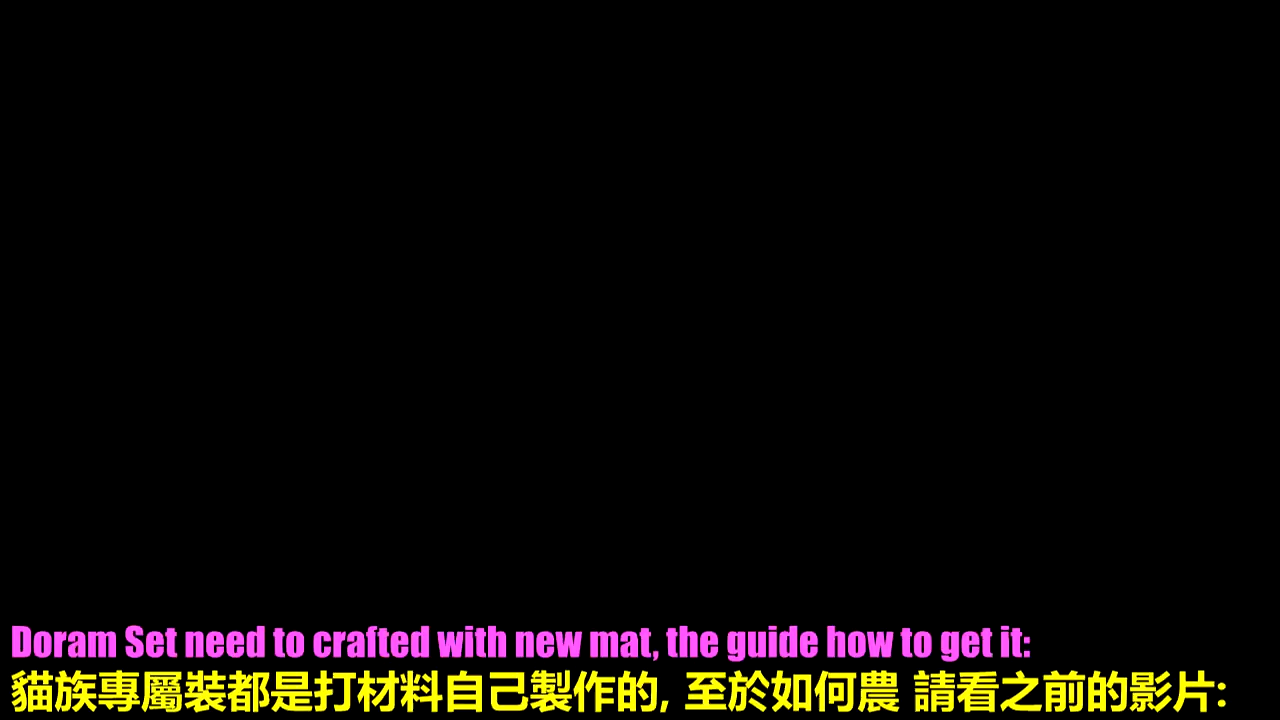 Doram Set need to crafted with new mat, the guide how to get it:
貓族專屬裝都是打材料自己製作的, 至於如何農 請看之前的影片: